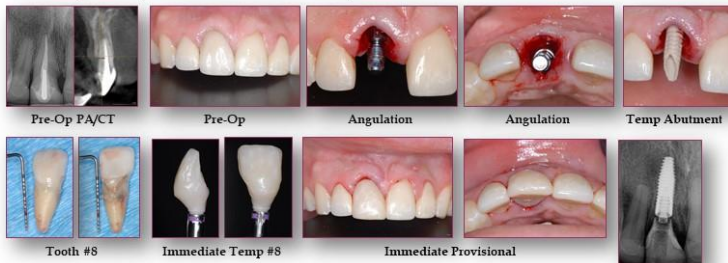 Pre-Op PA/CT
Pre-Op
Angulation
Angulation
Temp Abutment
Tooth #8
Immediate Temp #8
Immediate Provisional